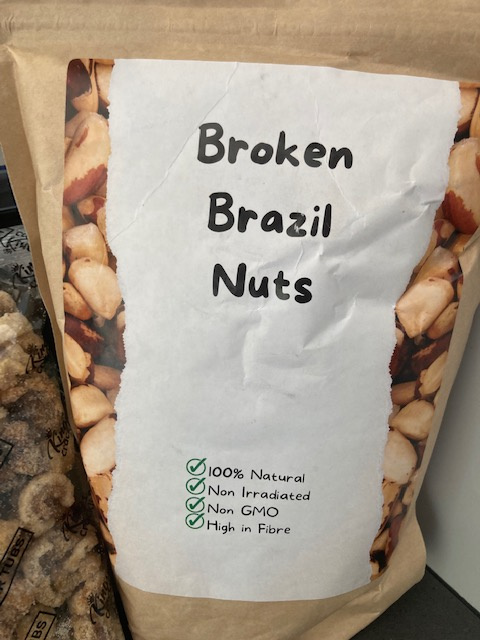 Broken
Brazil
Nuts
100% Natural
Non Irradiated
Non GMO
High in Fibre